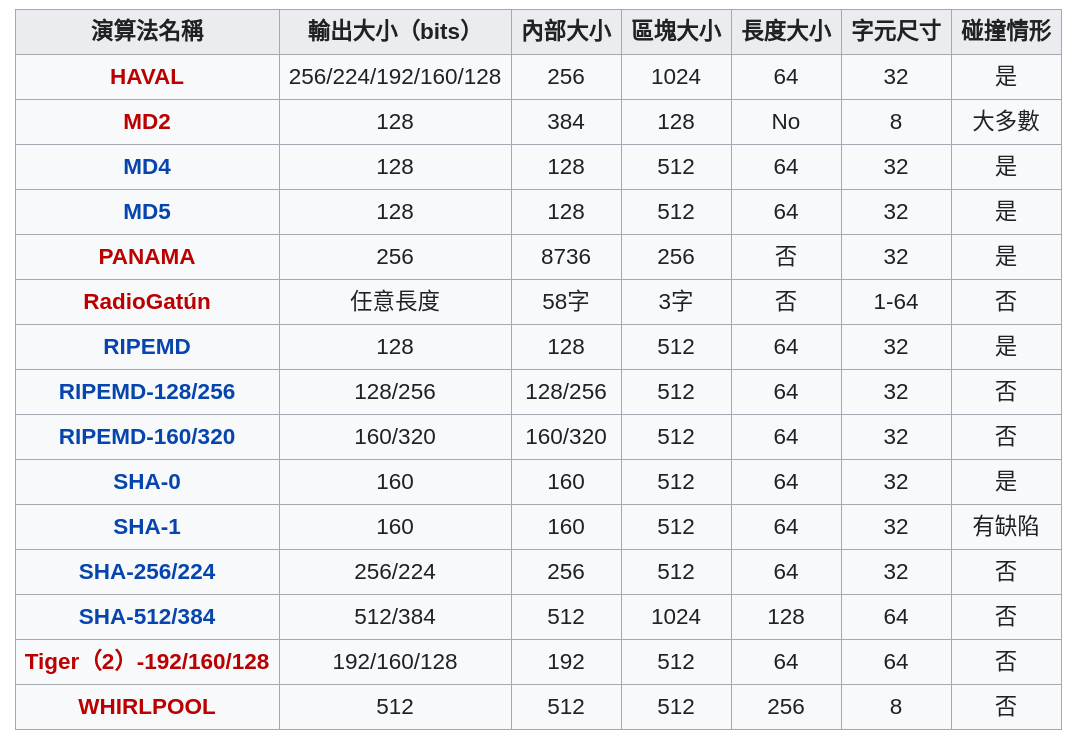 演算法名稱 輸出大小（bits） 內部大小 區塊大小 長度大小 字元尺寸 碰撞情形
HAVAL 256/224/192/160/128 256 1024 64 32 是
MD2 128 384 128 No 8 大多數
MD4 128 128 512 64 32 是
MD5 128 128 512 64 32 是
PANAMA 256 8736 256 否 32 是
RadioGatún 任意長度 58字 3字 否 1-64 否
RIPEMD 128 128 512 64 32 是
RIPEMD-128/256 128/256 128/256 512 64 32 否
RIPEMD-160/320 160/320 160/320 512 64 32 否
SHA-0 160 160 512 64 32 是
SHA-1 160 160 512 64 32 有缺陷
SHA-256/224 256/224 256 512 64 32 否
SHA-512/384 512/384 512 1024 128 64 否
Tiger（2）-192/160/128 192/160/128 192 512 64 64 否
WHIRLPOOL 512 512 512 256 8 否